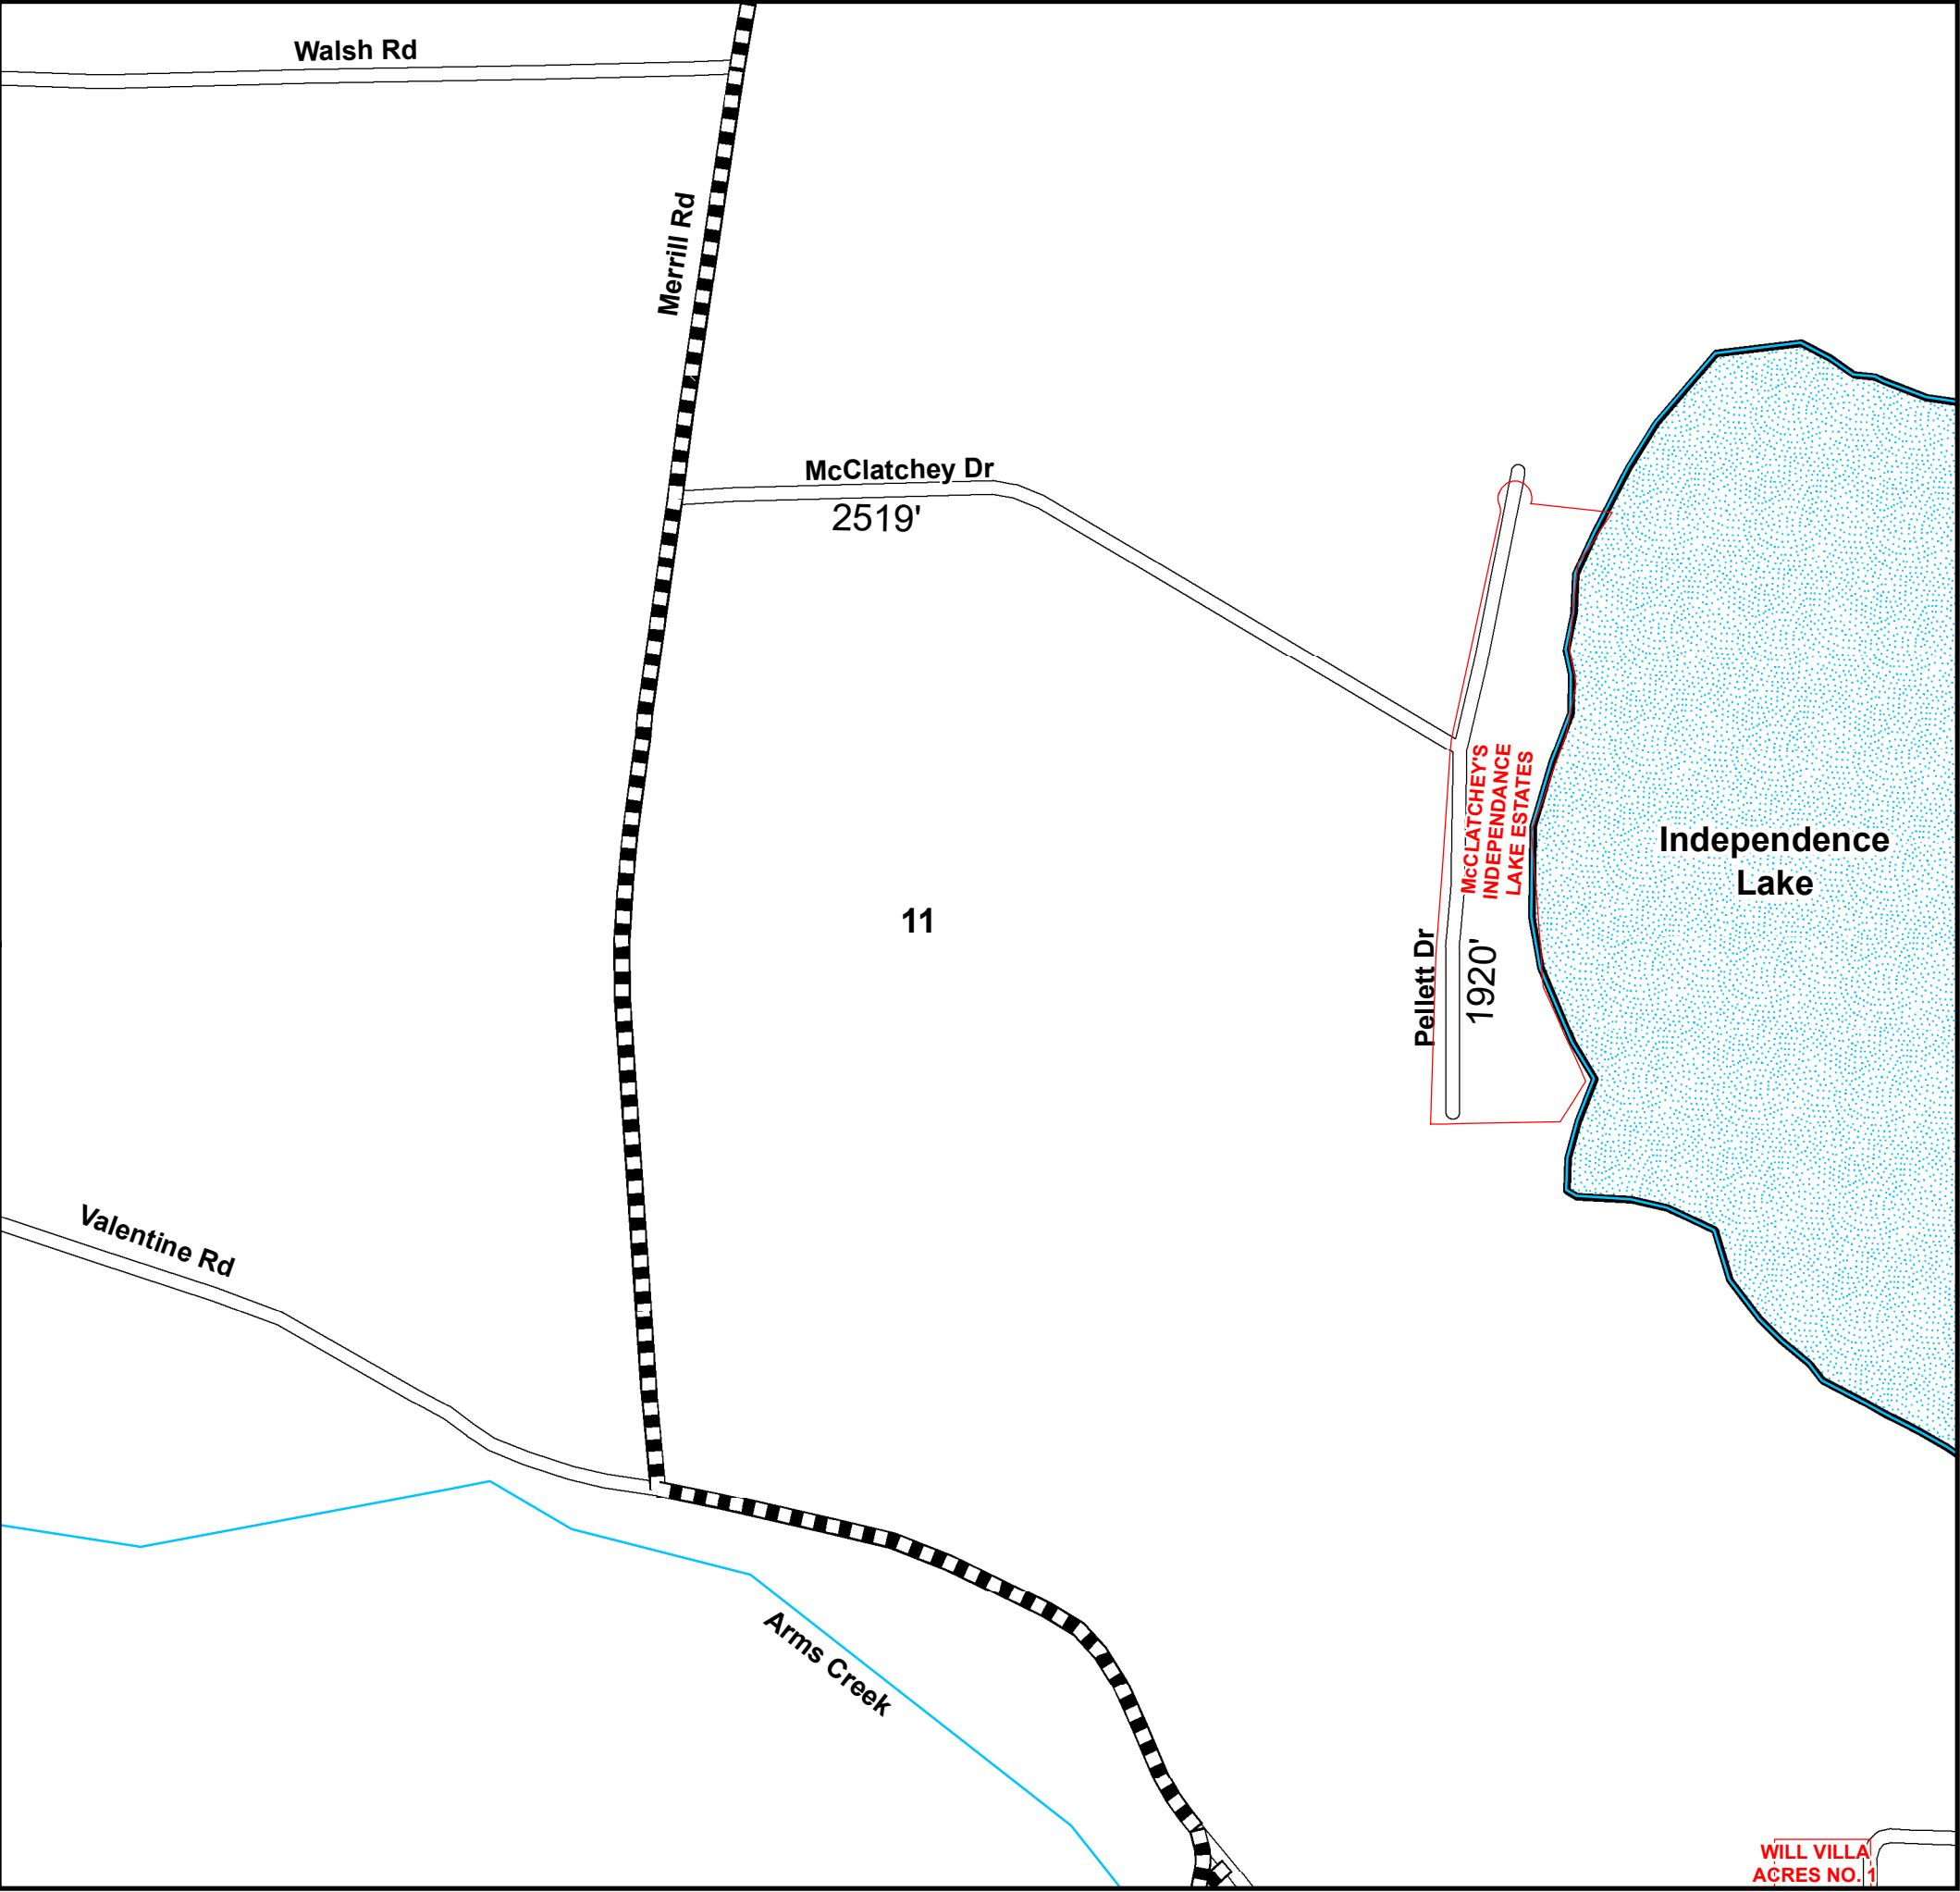 Walsh Rd
Merrill Rd
McClatchey Dr
2519'
McCLATCHEY'S
INDEPENDANCE
LAKE ESTATES
Independence
Lake
11
Pellett Dr
1920'
Valentine Rd
Arms Creek
WILL VILLA
ACRES NO. 1